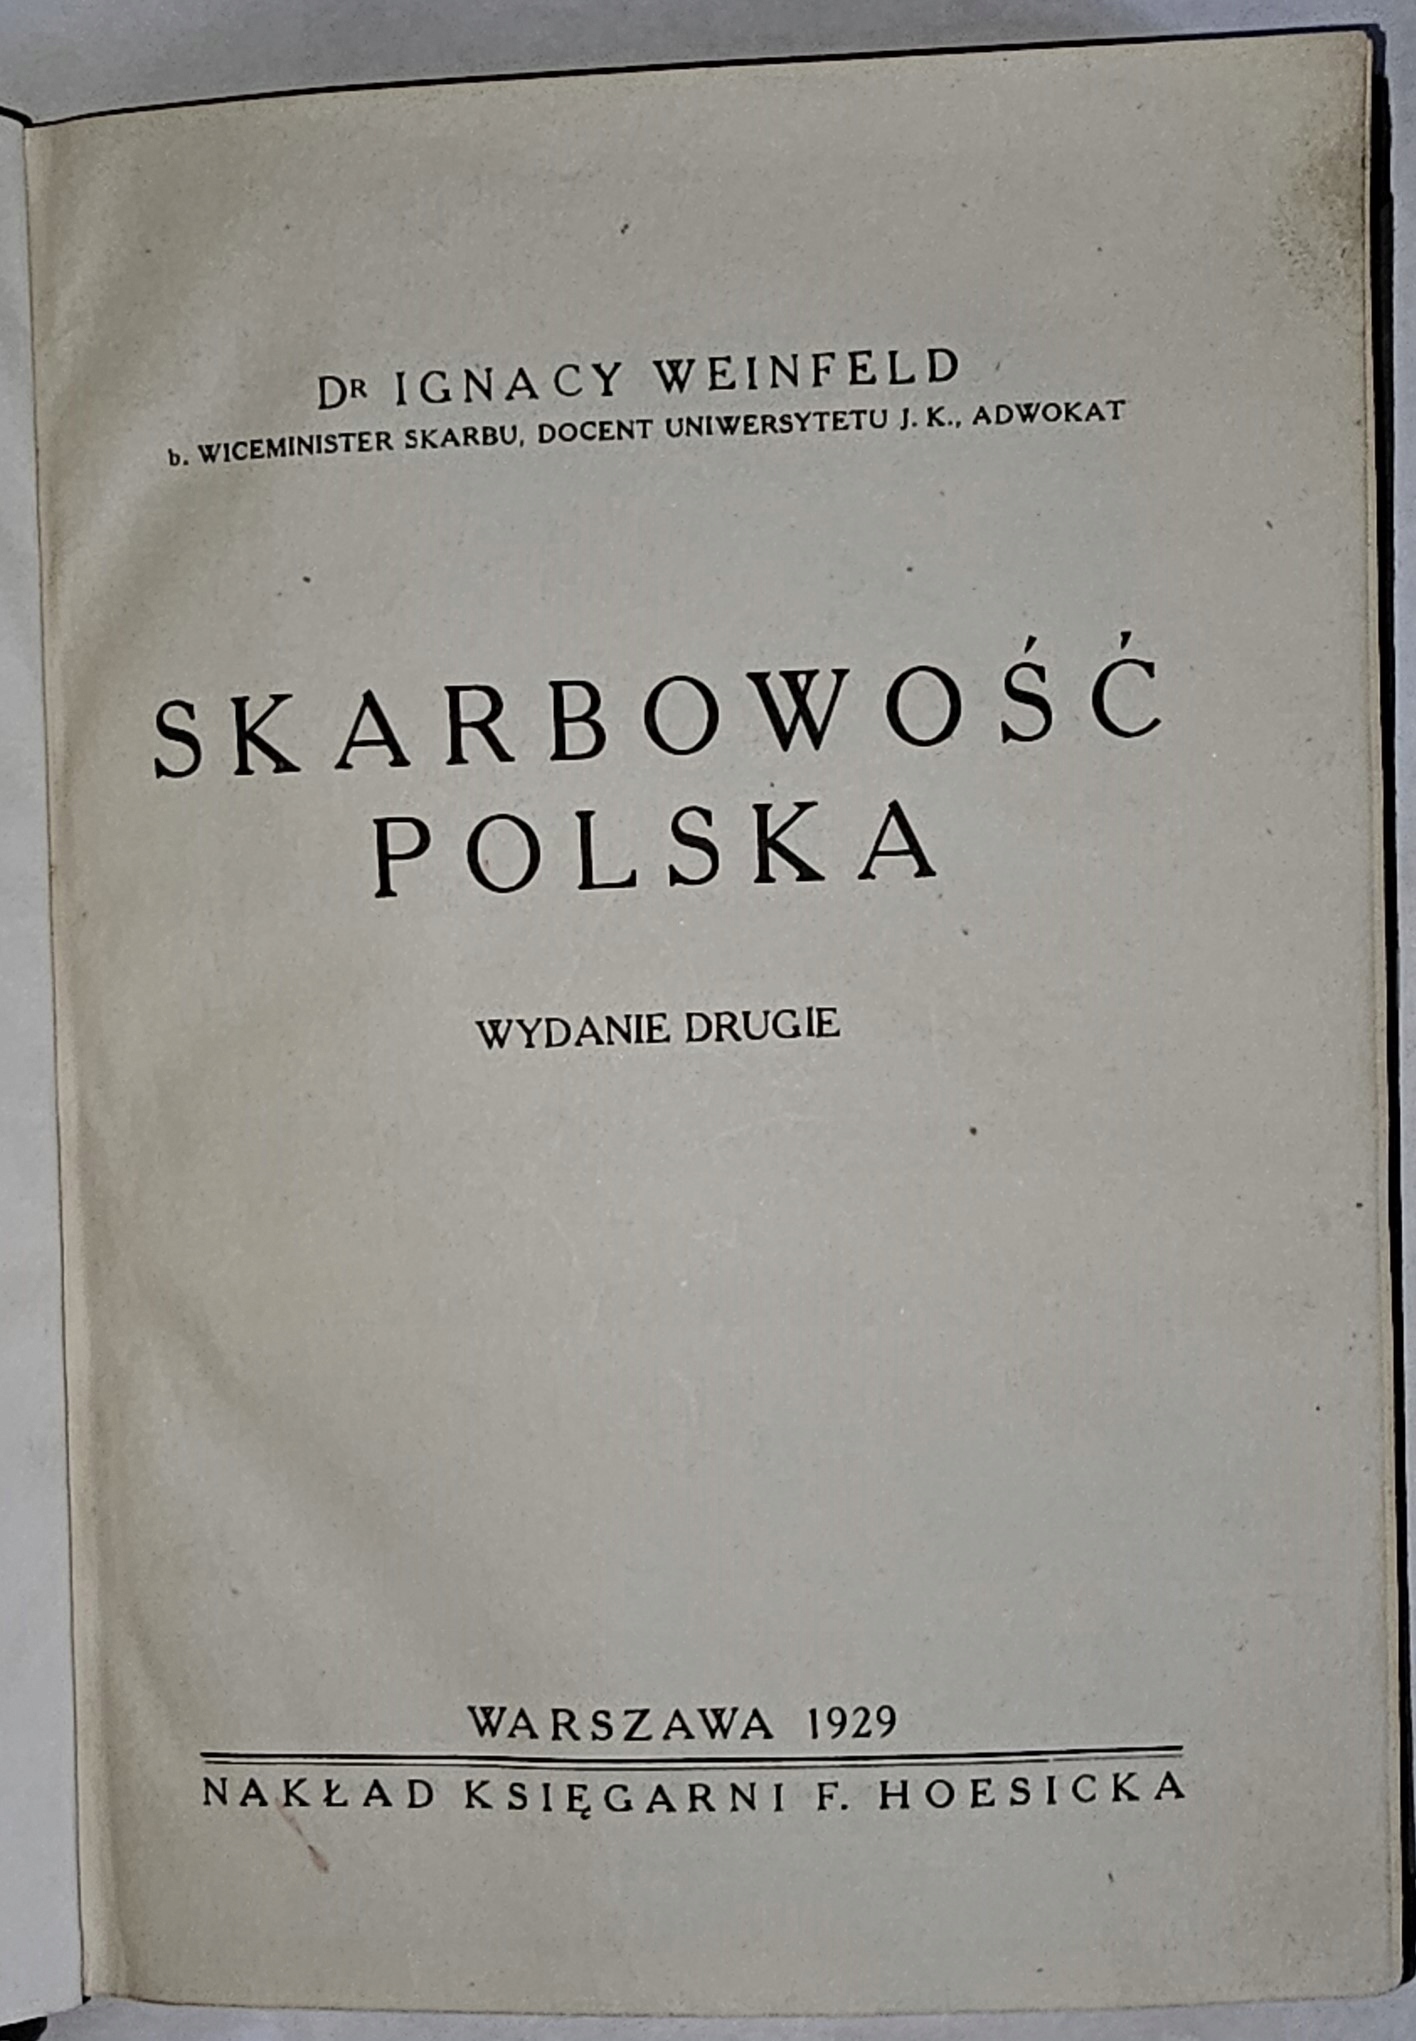 DR IGNACY WEINFELD
b. WICEMINISTER SKARBU, DOCENT UNIWERSYTETU J. K., ADWOKAT
SKARBOWOŚĆ
POLSKA
WYDANIE DRUGIE
WARSZAWA 1929
NAKŁAD KSIĘGARNI F. HOESICKA